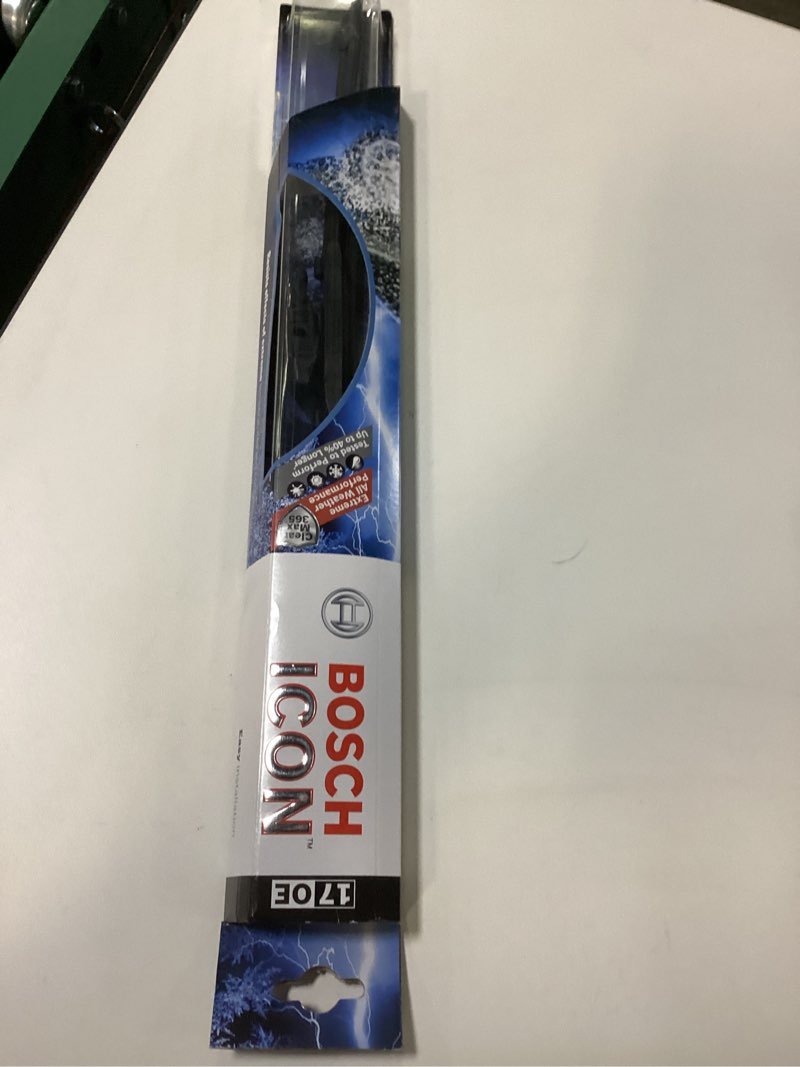 BOSCH
ICON™
17OE
Clear
Max
365
Extreme
All Weather
Performance
Tested to Perform
Up to 40% Longer
Easy Installation